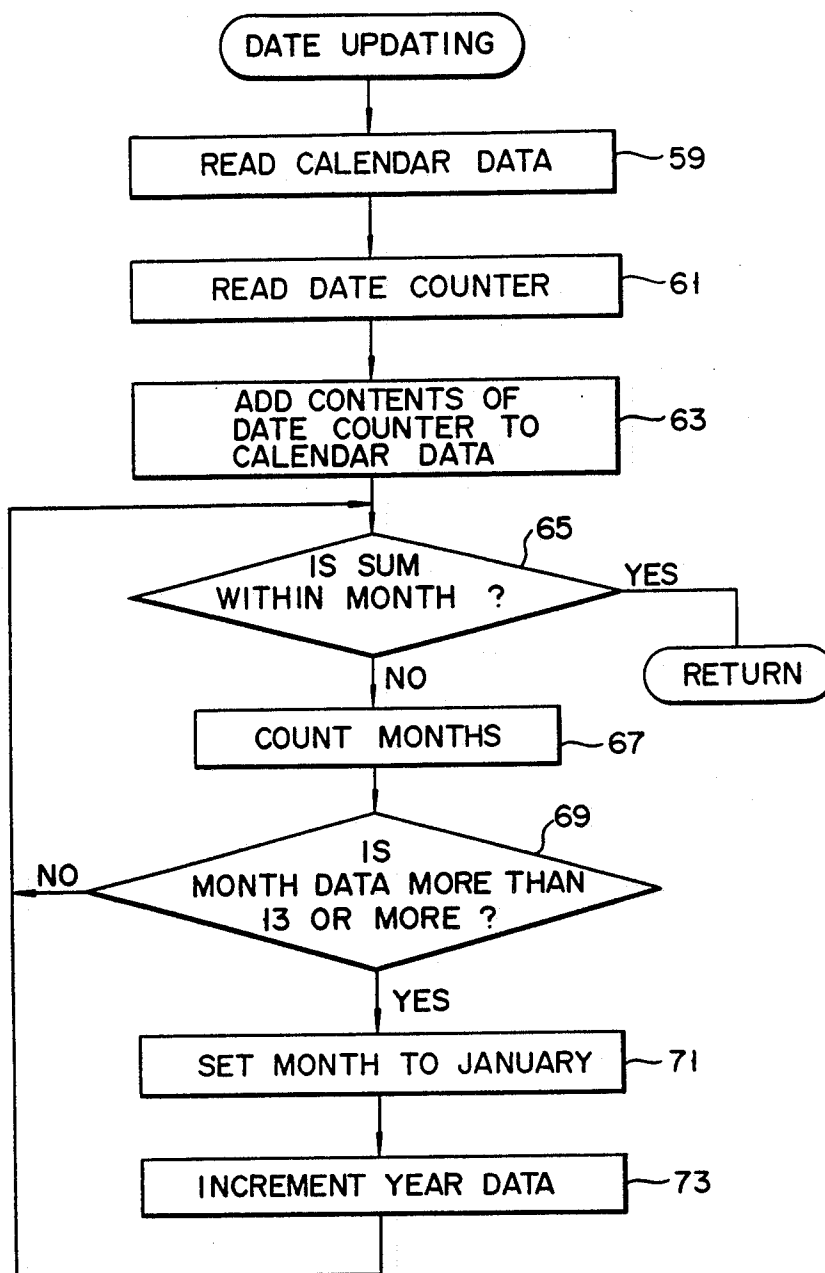 DATE UPDATING
READ CALENDAR DATA
59
READ DATE COUNTER
61
ADD CONTENTS OF
DATE COUNTER TO
CALENDAR DATA
63
65
IS SUM
WITHIN MONTH ?
YES
RETURN
NO
COUNT MONTHS
67
69
IS
MONTH DATA MORE THAN
13 OR MORE ?
NO
YES
SET MONTH TO JANUARY
71
INCREMENT YEAR DATA
73